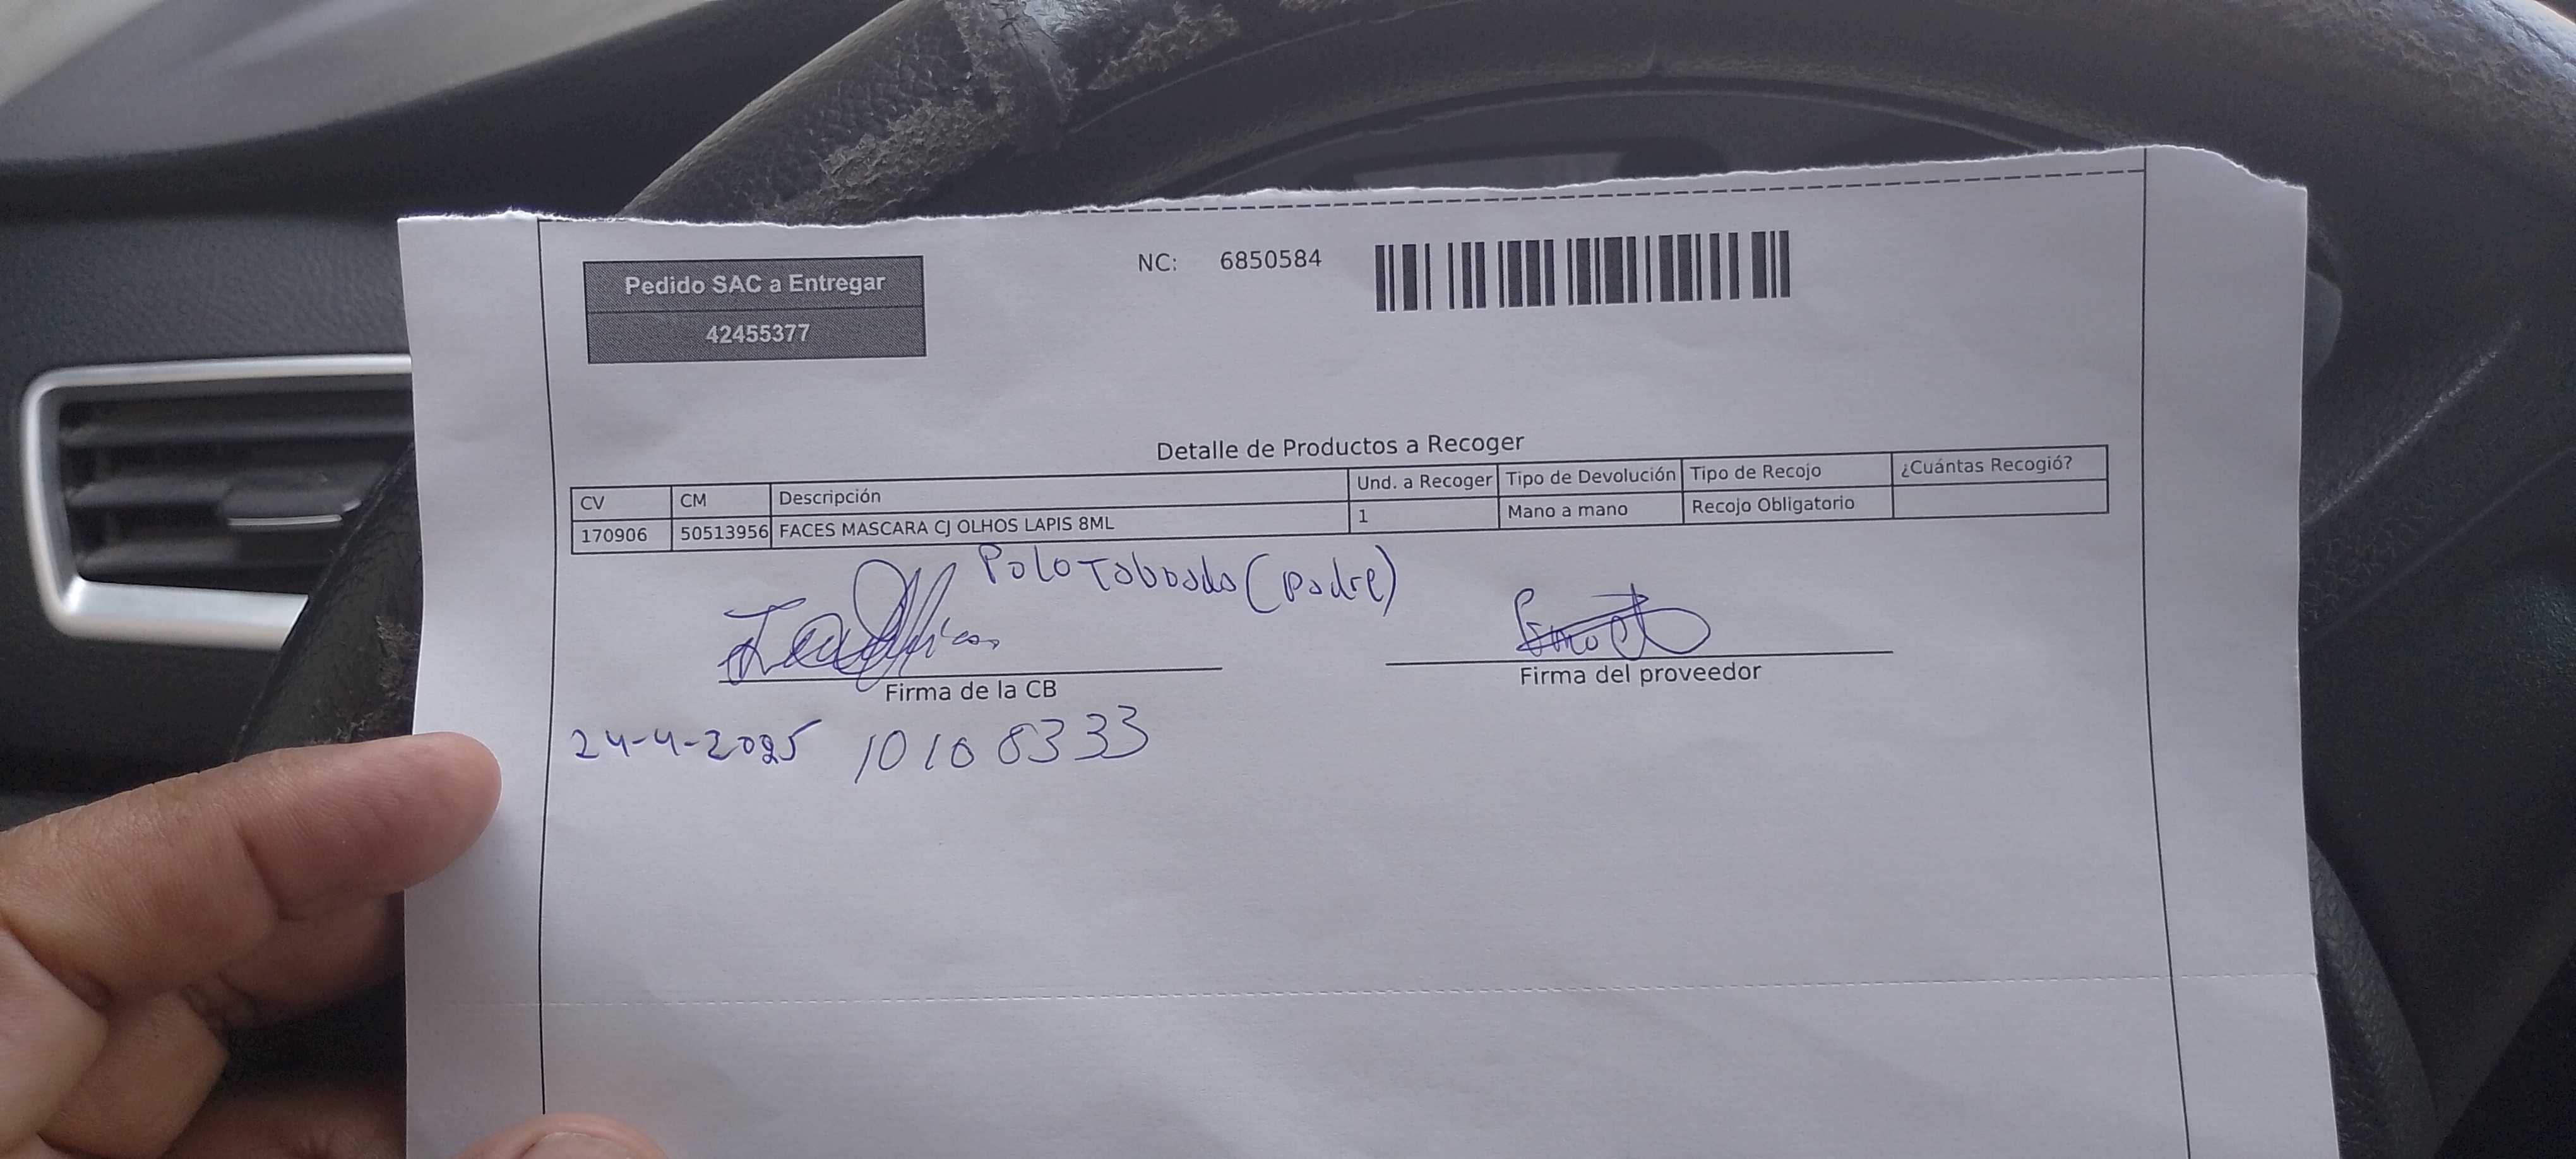 Pedido SAC a Entregar
42455377
NC: 6850584
Detalle de Productos a Recoger
CV CM Descripción Und. a Recoger Tipo de Devolución Tipo de Recojo ¿Cuántas Recogió?
170906 50513956 FACES MASCARA CJ OLHOS LAPIS 8ML 1 Mano a mano Recojo Obligatorio
Polo Taboada (padre)
Firma de la CB
Firma del proveedor
24-4-2025 10108333